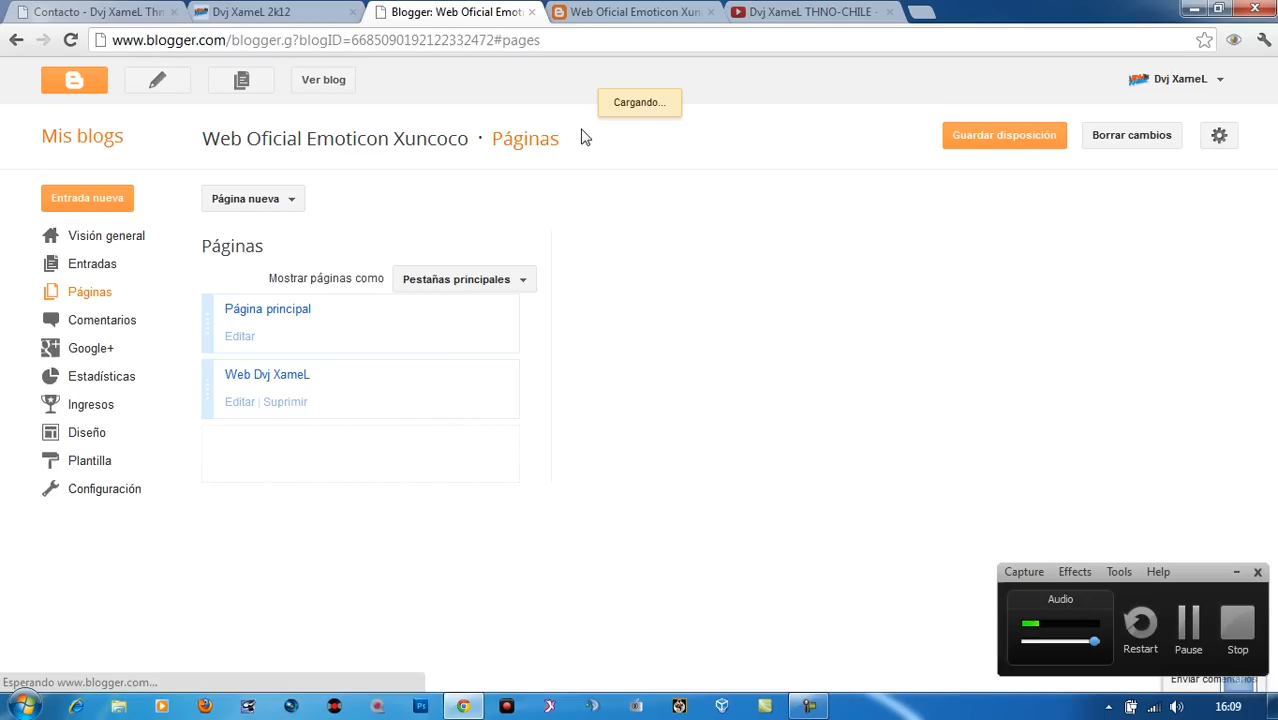 Contacto - Dvj XameL Thn
Dvj XameL 2k12
Blogger: Web Oficial Emoti
Web Oficial Emoticon Xun
Dvj XameL THNO-CHILE -
www.blogger.com/blogger.g?blogID=6685090192122332472#pages
Ver blog
Cargando...
Dvj XameL
Mis blogs
Web Oficial Emoticon Xuncoco · Páginas
Guardar disposición
Borrar cambios
Entrada nueva
Página nueva
Visión general
Entradas
Páginas
Comentarios
Google+
Estadísticas
Ingresos
Diseño
Plantilla
Configuración
Páginas
Mostrar páginas como
Pestañas principales
Página principal
Editar
Web Dvj XameL
Editar | Suprimir
Capture Effects Tools Help
Audio
Restart
Pause
Stop
Enviar comentarios
Esperando www.blogger.com...
16:09